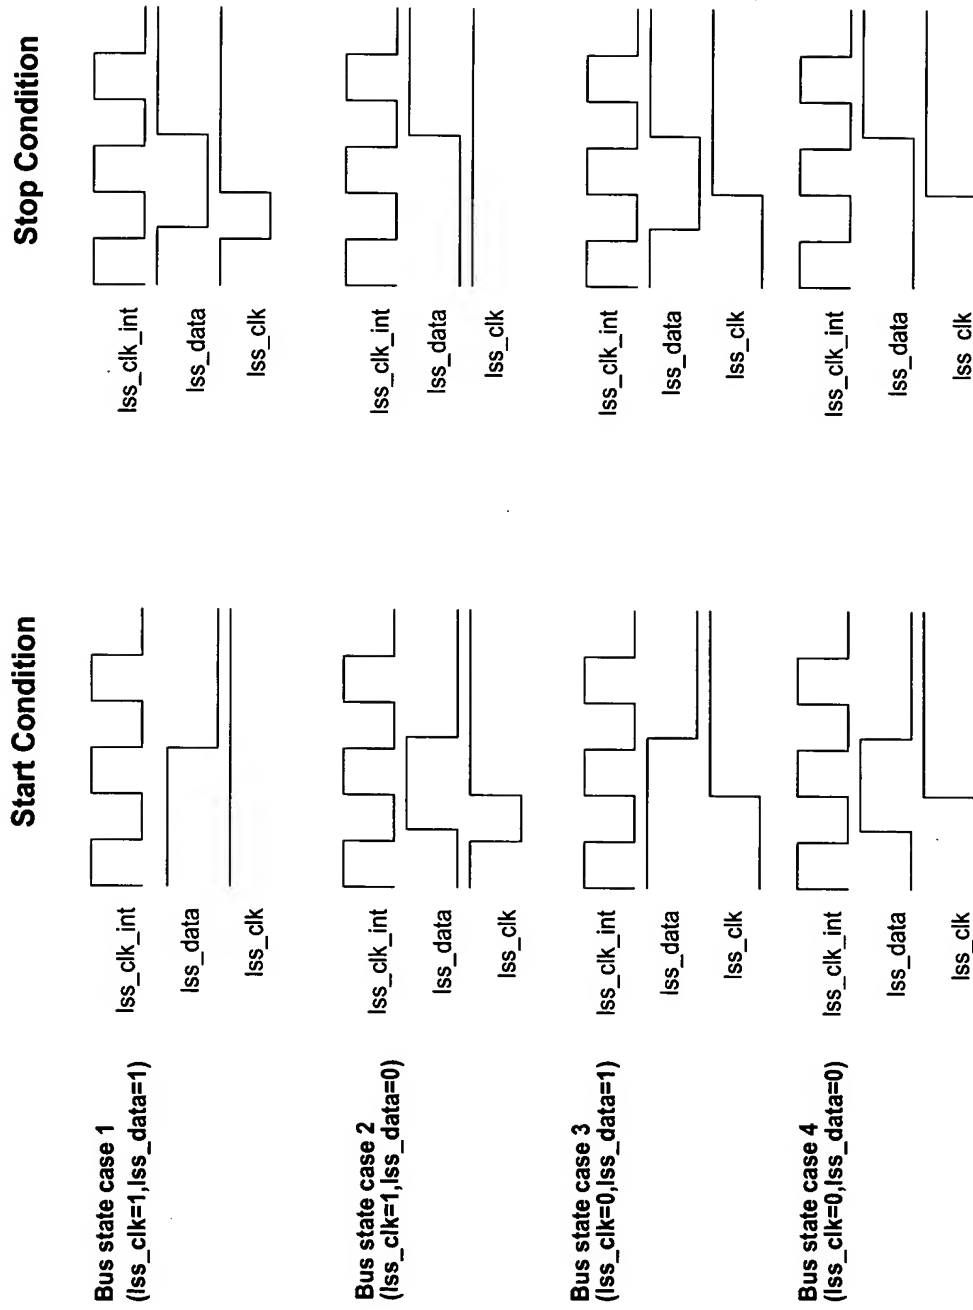 Start Condition
Stop Condition
Bus state case 1
(lss_clk=1,lss_data=1)
lss_clk_int
lss_data
lss_clk
lss_clk_int
lss_data
lss_clk
Bus state case 2
(lss_clk=1,lss_data=0)
lss_clk_int
lss_data
lss_clk
lss_clk_int
lss_data
lss_clk
Bus state case 3
(lss_clk=0,lss_data=1)
lss_clk_int
lss_data
lss_clk
lss_clk_int
lss_data
lss_clk
Bus state case 4
(lss_clk=0,lss_data=0)
lss_clk_int
lss_data
lss_clk
lss_clk_int
lss_data
lss clk